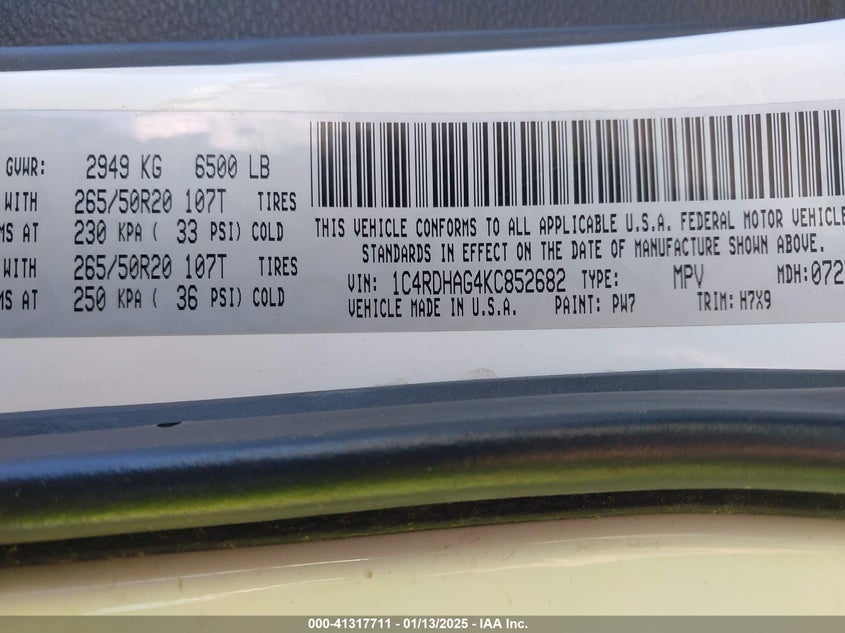 GVWR: 2949 KG 6500 LB
WITH 265/50R20 107T TIRES
MS AT 230 KPA ( 33 PSI) COLD
WITH 265/50R20 107T TIRES
MS AT 250 KPA ( 36 PSI) COLD
THIS VEHICLE CONFORMS TO ALL APPLICABLE U.S.A. FEDERAL MOTOR VEHICLE
STANDARDS IN EFFECT ON THE DATE OF MANUFACTURE SHOWN ABOVE.
VIN: 1C4RDHAG4KC852682 TYPE: MPV MDH:072
VEHICLE MADE IN U.S.A. PAINT: PW7 TRIM: H7X9
000-41317711 - 01/13/2025 - IAA Inc.